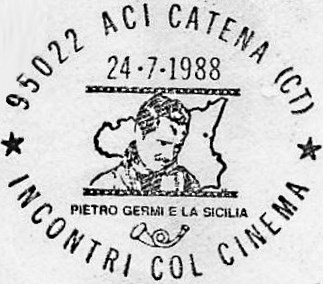 95022 ACI CATENA (CT)
24-7-1988
PIETRO GERMI E LA SICILIA
INCONTRI COL CINEMA